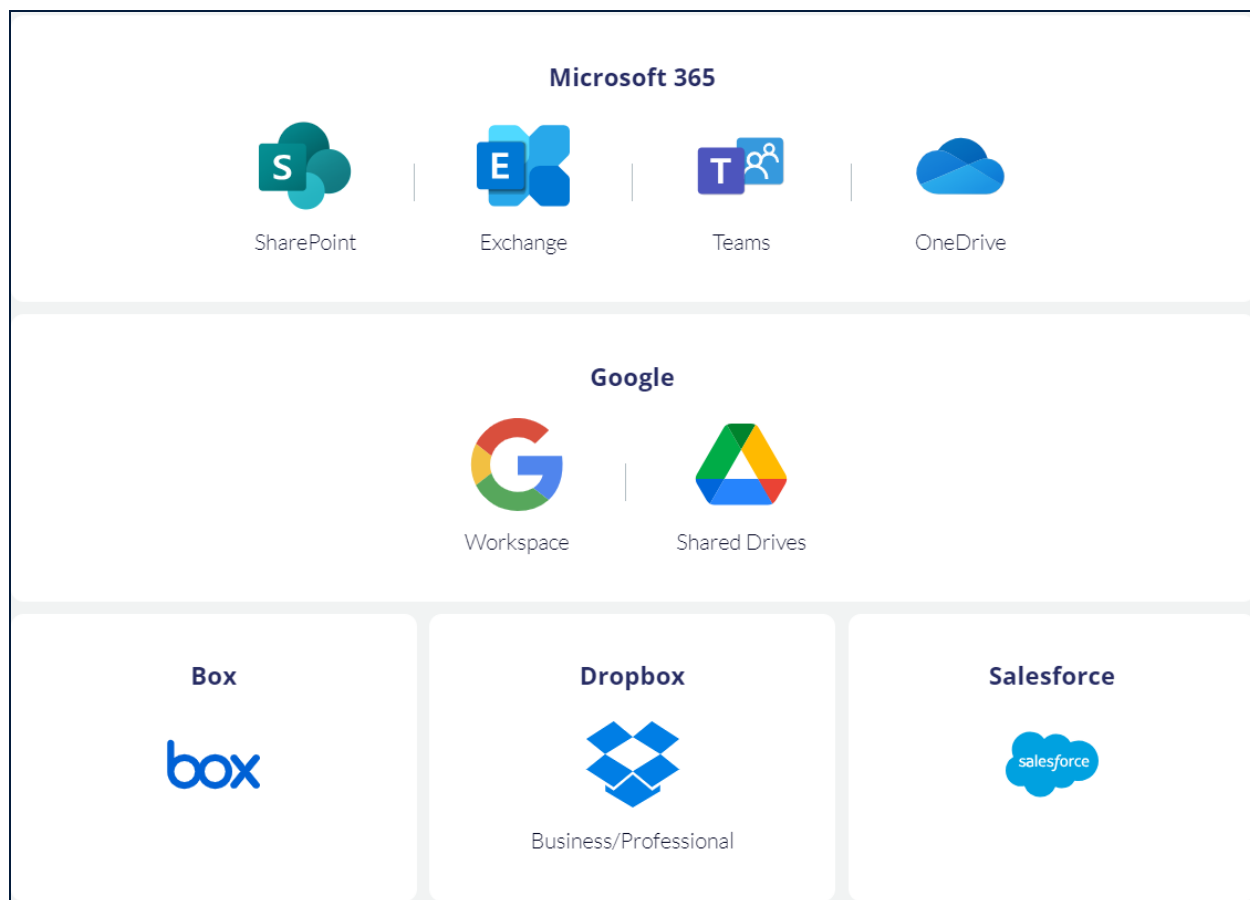 Microsoft 365
S
E
T
SharePoint
Exchange
Teams
OneDrive
Google
Workspace
Shared Drives
Box
Dropbox
Salesforce
box
salesforce
Business/Professional